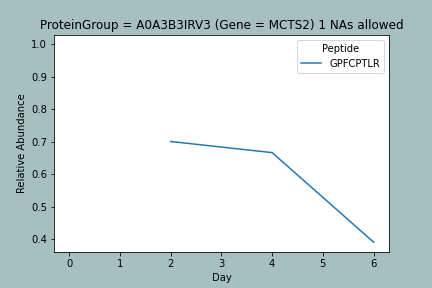 ProteinGroup = A0A3B3IRV3 (Gene = MCTS2) 1 NAs allowed
Peptide
GPFCPTLR
Relative Abundance
1.0
0.9
0.8
0.7
0.6
0.5
0.4
0 1 2 3 4 5 6
Day